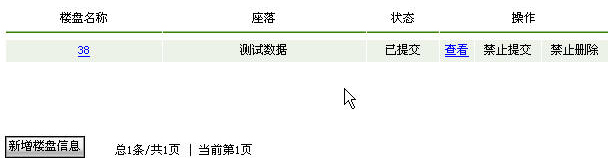 楼盘名称 座落 状态 操作
38 测试数据 已提交 查看 禁止提交 禁止删除
新增楼盘信息 总1条/共1页 | 当前第1页